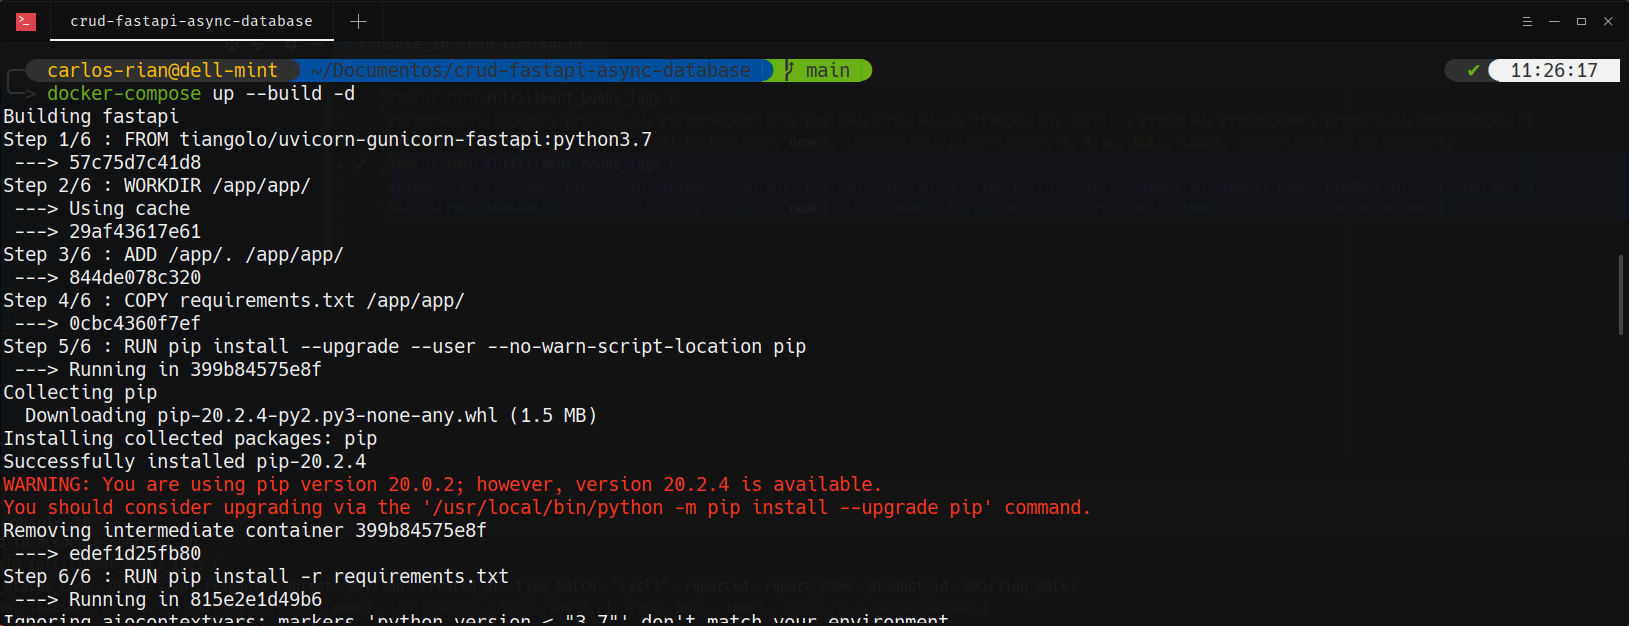 crud-fastapi-async-database
carlos-rian@dell-mint ~/Documentos/crud-fastapi-async-database main ✔ 11:26:17
> docker-compose up --build -d
Building fastapi
Step 1/6 : FROM tiangolo/uvicorn-gunicorn-fastapi:python3.7
---> 57c75d7c41d8
Step 2/6 : WORKDIR /app/app/
---> Using cache
---> 29af43617e61
Step 3/6 : ADD /app/. /app/app/
---> 844de078c320
Step 4/6 : COPY requirements.txt /app/app/
---> 0cbc4360f7ef
Step 5/6 : RUN pip install --upgrade --user --no-warn-script-location pip
---> Running in 399b84575e8f
Collecting pip
Downloading pip-20.2.4-py2.py3-none-any.whl (1.5 MB)
Installing collected packages: pip
Successfully installed pip-20.2.4
WARNING: You are using pip version 20.0.2; however, version 20.2.4 is available.
You should consider upgrading via the '/usr/local/bin/python -m pip install --upgrade pip' command.
Removing intermediate container 399b84575e8f
---> edef1d25fb80
Step 6/6 : RUN pip install -r requirements.txt
---> Running in 815e2e1d49b6
Ignoring aiocontextvars: markers 'python_version < "3.7"' don't match your environment